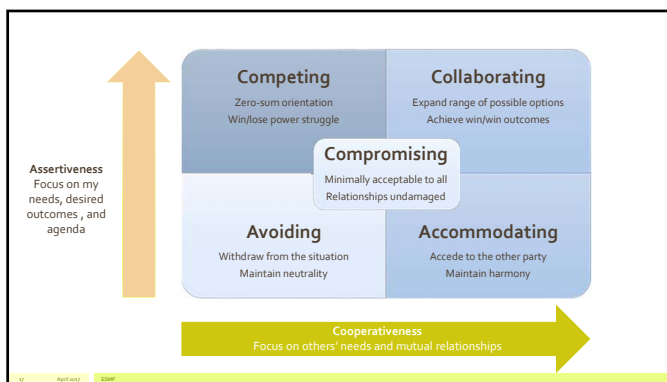 Competing
Zero-sum orientation
Win/lose power struggle
Collaborating
Expand range of possible options
Achieve win/win outcomes
Compromising
Minimally acceptable to all
Relationships undamaged
Assertiveness
Focus on my
needs, desired
outcomes , and
agenda
Avoiding
Withdraw from the situation
Maintain neutrality
Accommodating
Accede to the other party
Maintain harmony
Cooperativeness
Focus on others' needs and mutual relationships
17 April 2017 ESMP